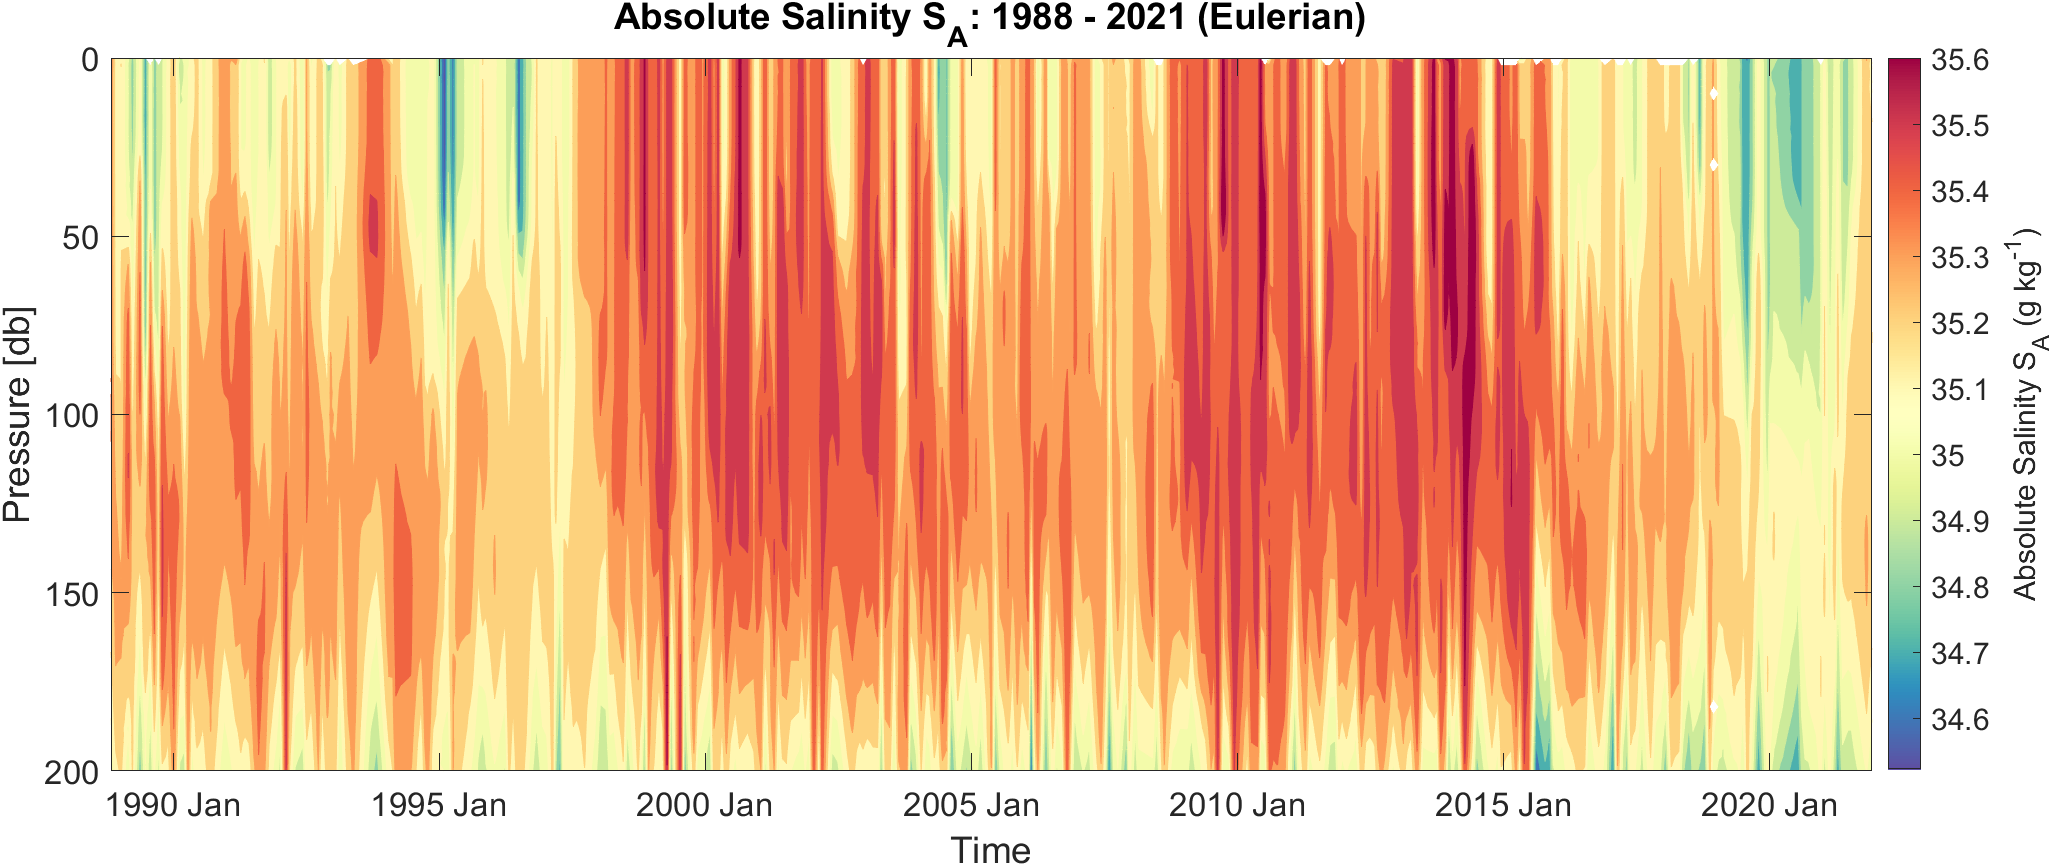 Absolute Salinity S_A: 1988 - 2021 (Eulerian)
0
50
100
150
200
Pressure [db]
1990 Jan
1995 Jan
2000 Jan
2005 Jan
2010 Jan
2015 Jan
2020 Jan
Time
35.6
35.5
35.4
35.3
35.2
35.1
35
34.9
34.8
34.7
34.6
Absolute Salinity S_A (g kg^-1)